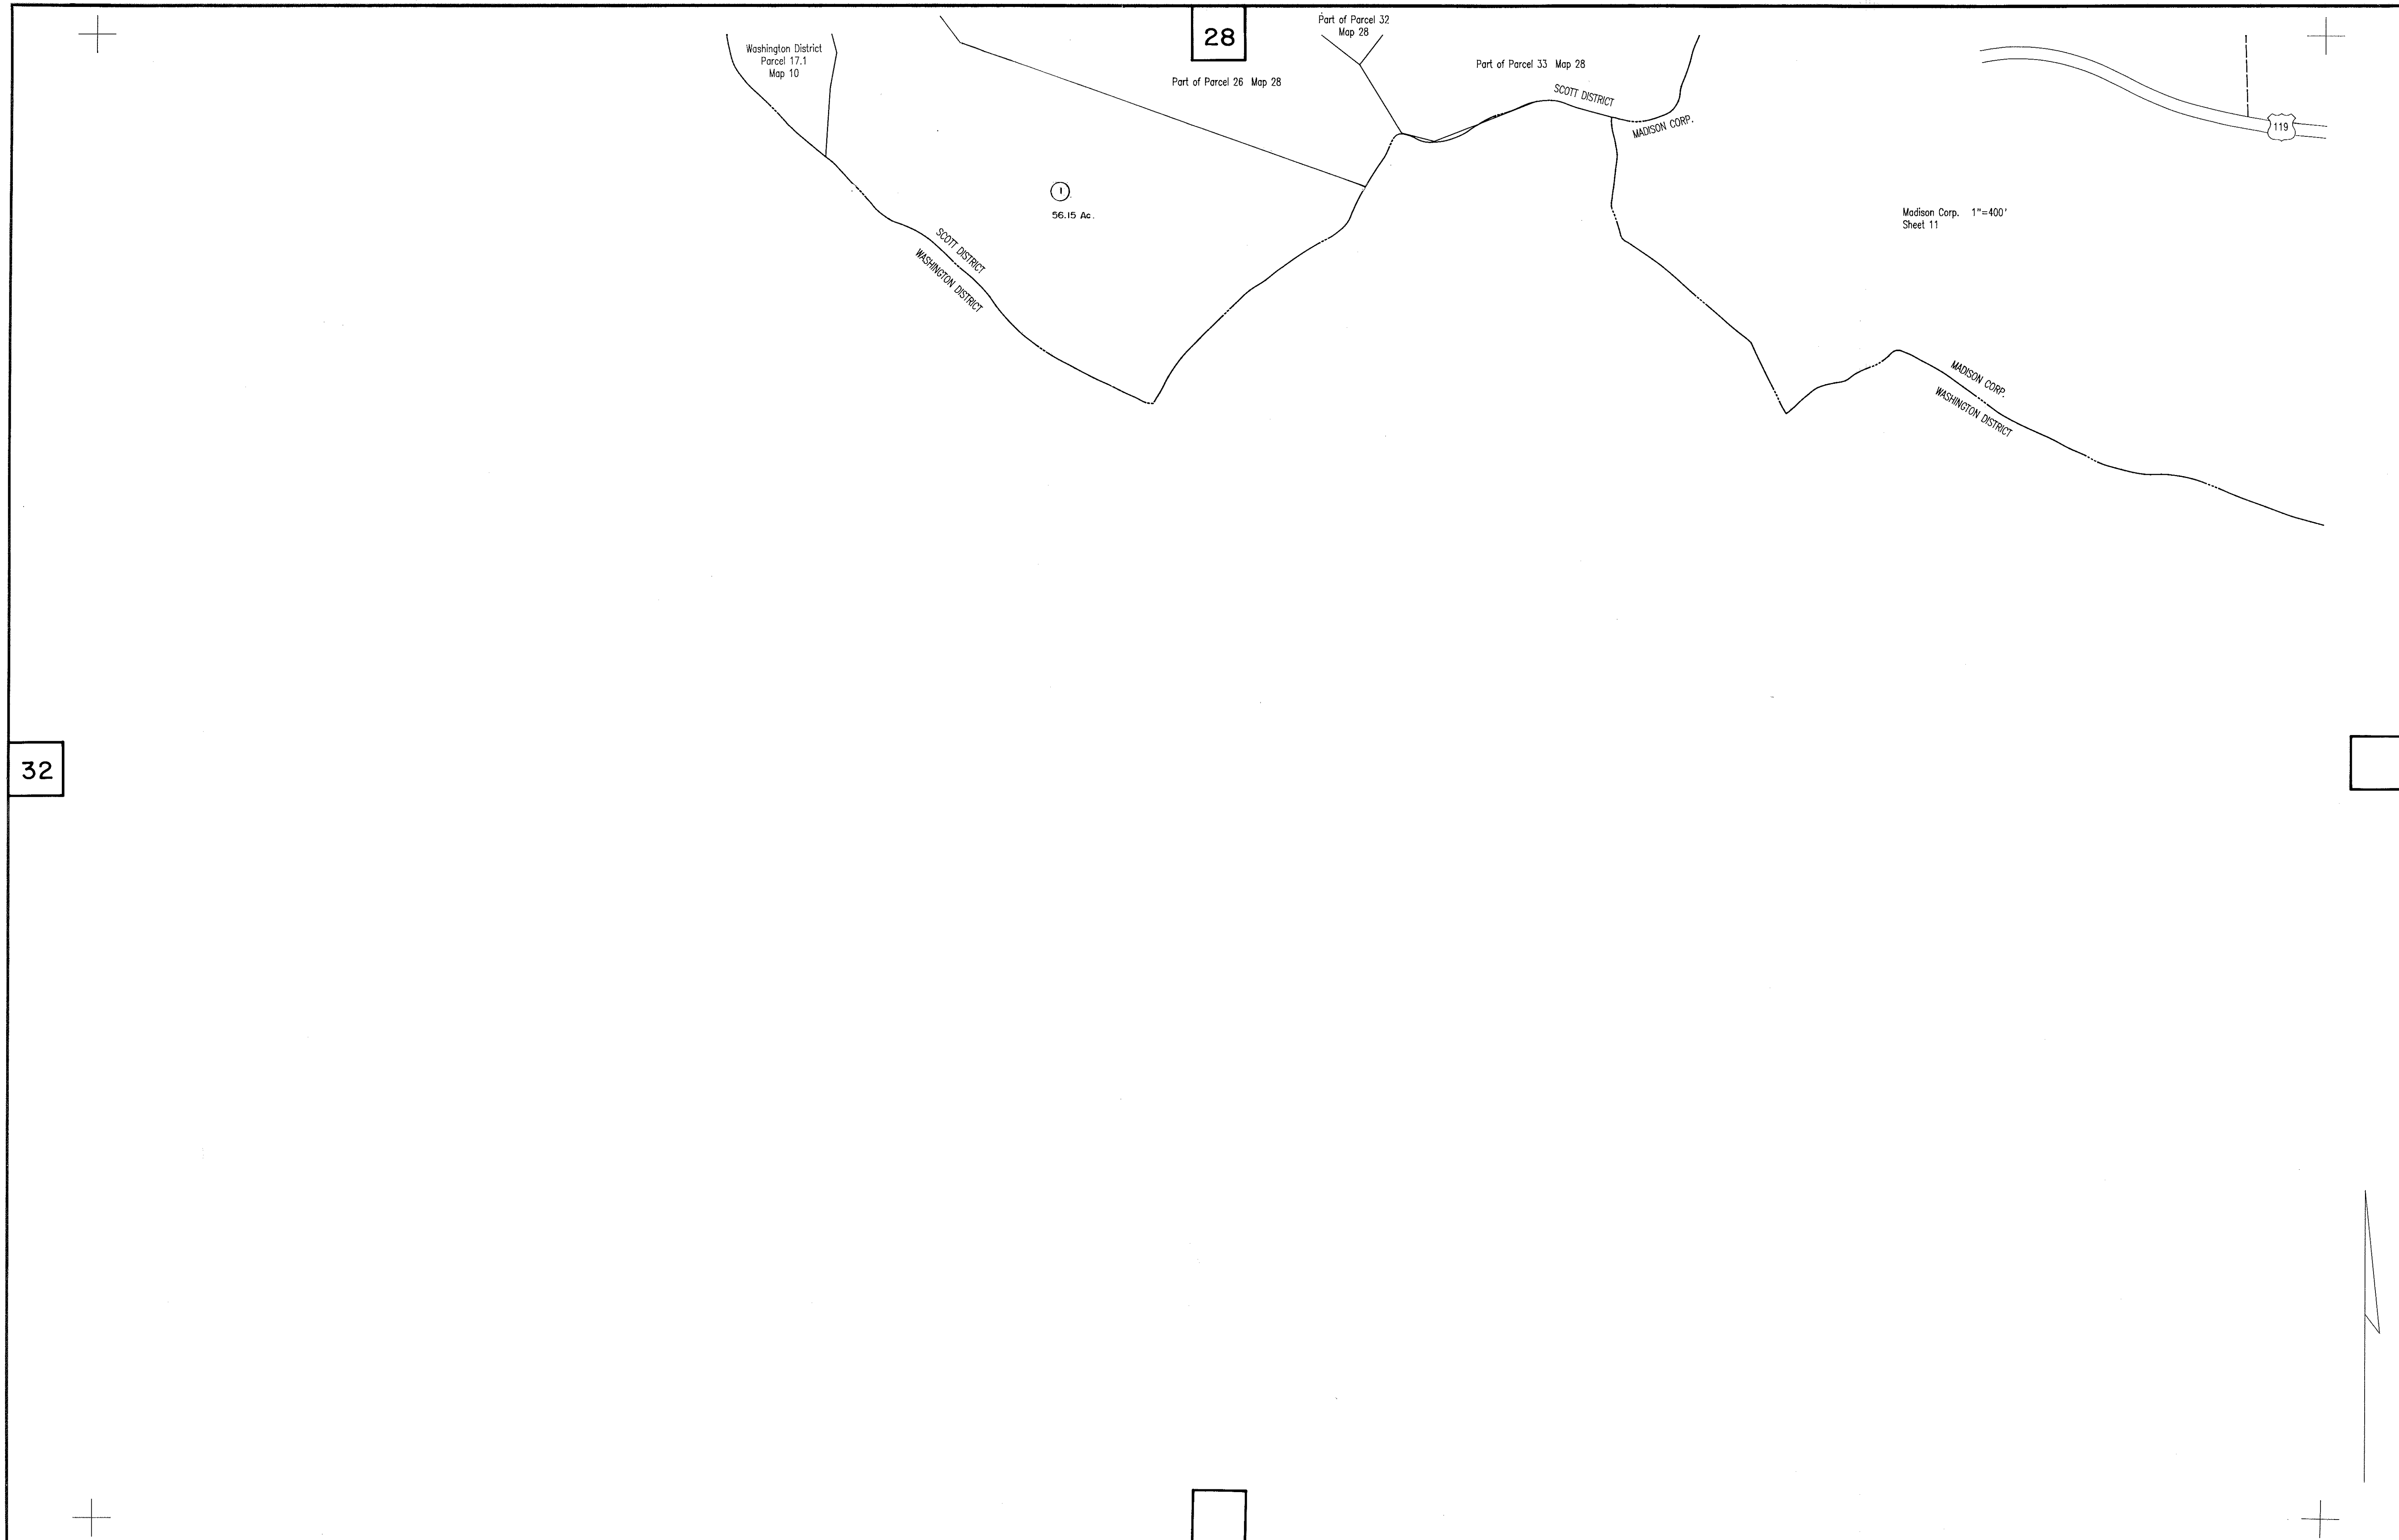 28
Part of Parcel 32
Map 28
Washington District
Parcel 17.1
Map 10
Part of Parcel 26 Map 28
Part of Parcel 33 Map 28
SCOTT DISTRICT
MADISON CORP.
119
1
56.15 Ac.
Madison Corp. 1"=400'
Sheet 11
SCOTT DISTRICT
WASHINGTON DISTRICT
MADISON CORP.
WASHINGTON DISTRICT
32